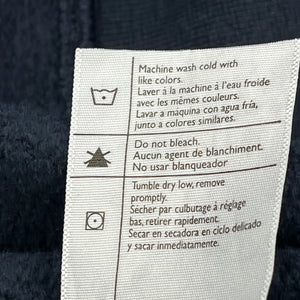 Machine wash cold with
like colors.
Laver à la machine à l'eau froide
avec les mêmes couleurs.
Lavar a máquina con agua fría,
junto a colores similares.
Do not bleach.
Aucun agent de blanchiment.
No usar blanqueador
Tumble dry low, remove
promptly.
Sécher par culbutage à réglage
bas, retirer rapidement.
Secar en secadora en ciclo delicado
y sacar inmediatamente.